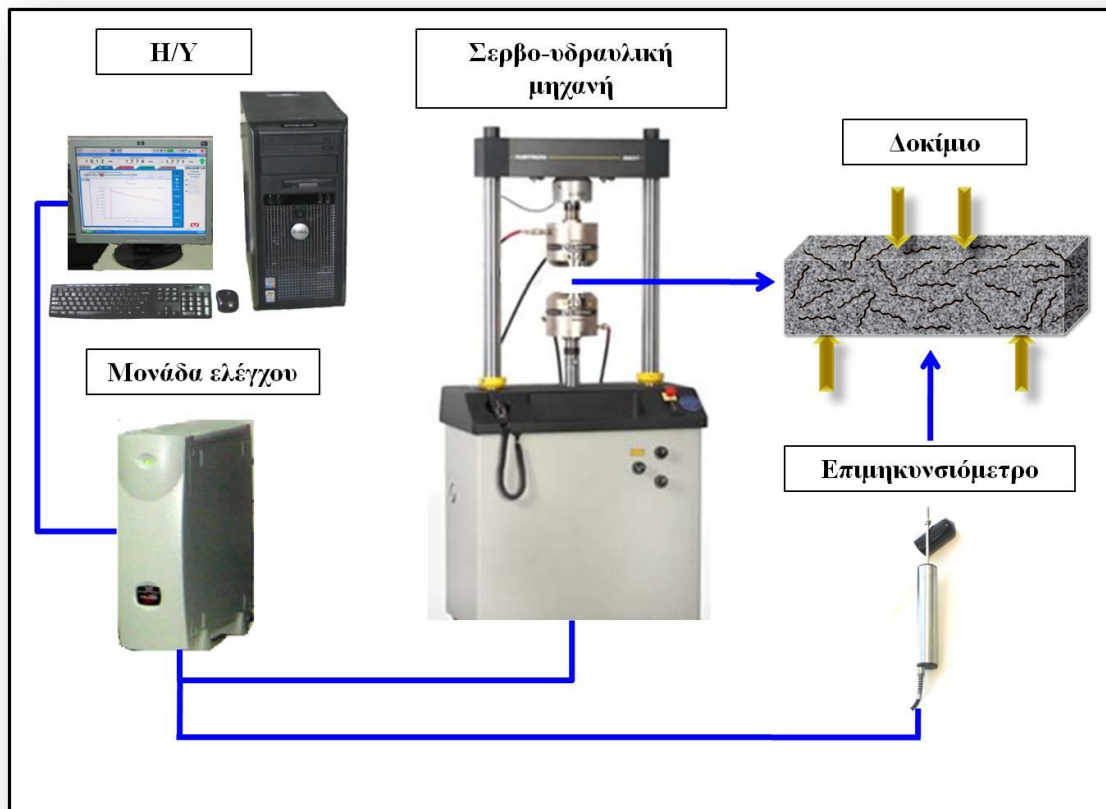 Η/Υ
Σερβο-υδραυλική
μηχανή
Δοκίμιο
Μονάδα ελέγχου
Επιμηκυνσιόμετρο